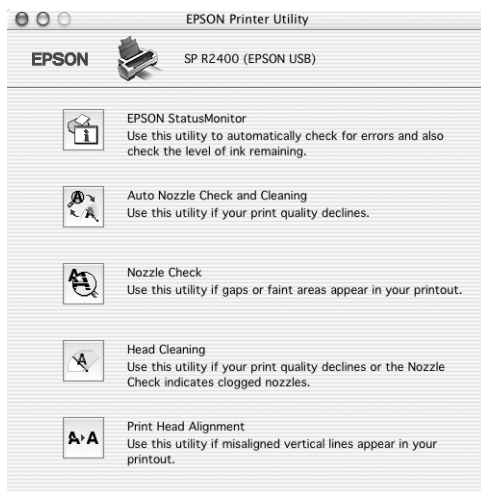 EPSON Printer Utility
EPSON
SP R2400 (EPSON USB)
EPSON StatusMonitor
Use this utility to automatically check for errors and also
check the level of ink remaining.
Auto Nozzle Check and Cleaning
Use this utility if your print quality declines.
Nozzle Check
Use this utility if gaps or faint areas appear in your printout.
Head Cleaning
Use this utility if your print quality declines or the Nozzle
Check indicates clogged nozzles.
Print Head Alignment
Use this utility if misaligned vertical lines appear in your
printout.